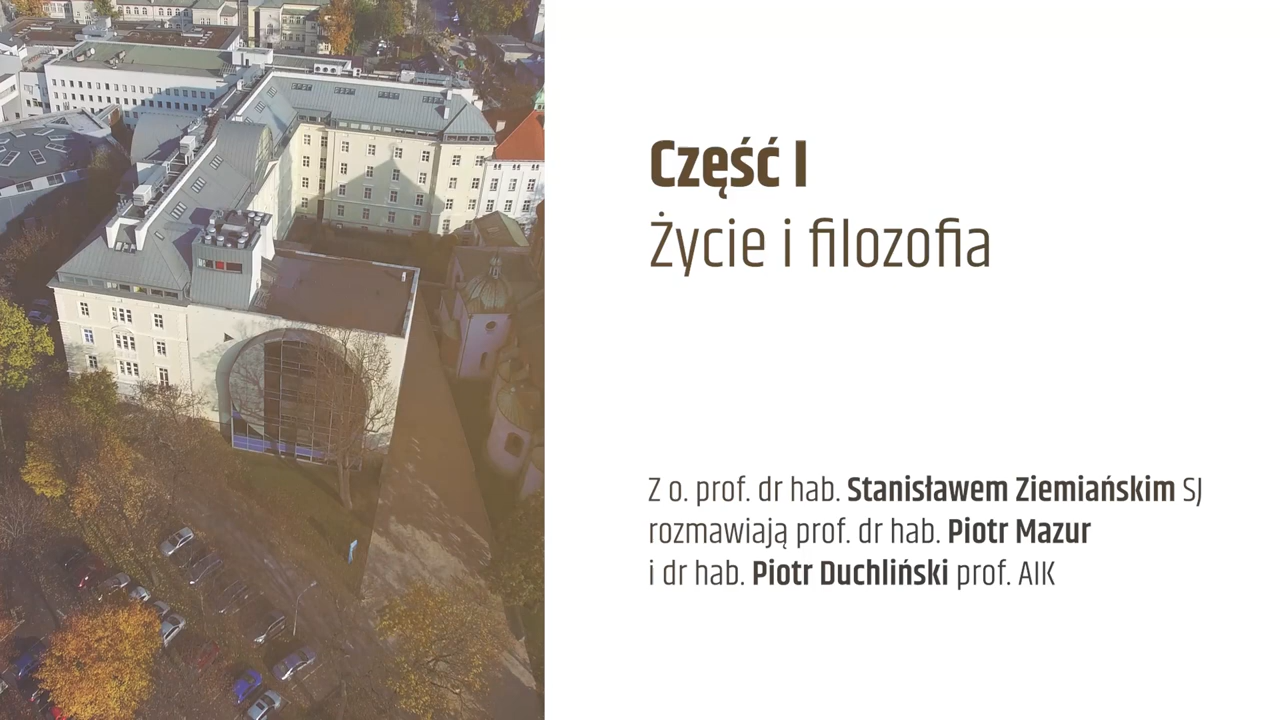 Część I
Życie i filozofia
Z o. prof. dr hab. Stanisławem Ziemiańskim SJ
rozmawiają prof. dr hab. Piotr Mazur
i dr hab. Piotr Duchliński prof. AIK